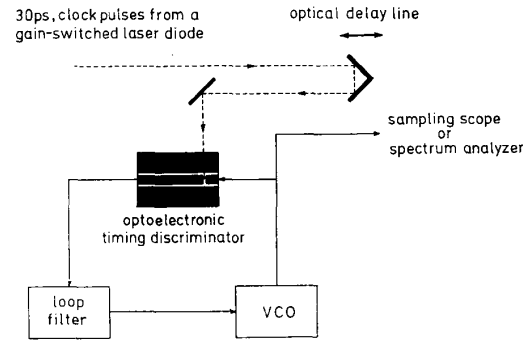 30ps, clock pulses from a
gain-switched laser diode
optical delay line
sampling scope
or
spectrum analyzer
optoelectronic
timing discriminator
loop
filter
VCO